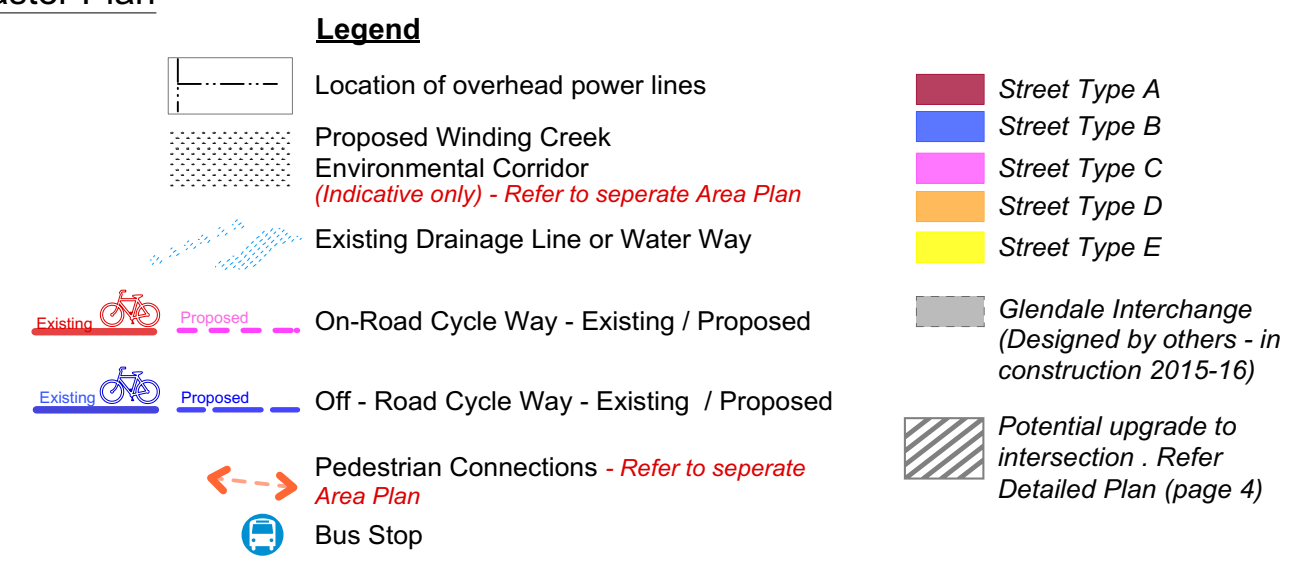 Legend
Location of overhead power lines
Proposed Winding Creek
Environmental Corridor
(Indicative only) - Refer to seperate Area Plan
Existing Drainage Line or Water Way
Existing
Proposed
On-Road Cycle Way - Existing / Proposed
Existing
Proposed
Off - Road Cycle Way - Existing / Proposed
Pedestrian Connections - Refer to seperate
Area Plan
Bus Stop
Street Type A
Street Type B
Street Type C
Street Type D
Street Type E
Glendale Interchange
(Designed by others - in
construction 2015-16)
Potential upgrade to
intersection . Refer
Detailed Plan (page 4)